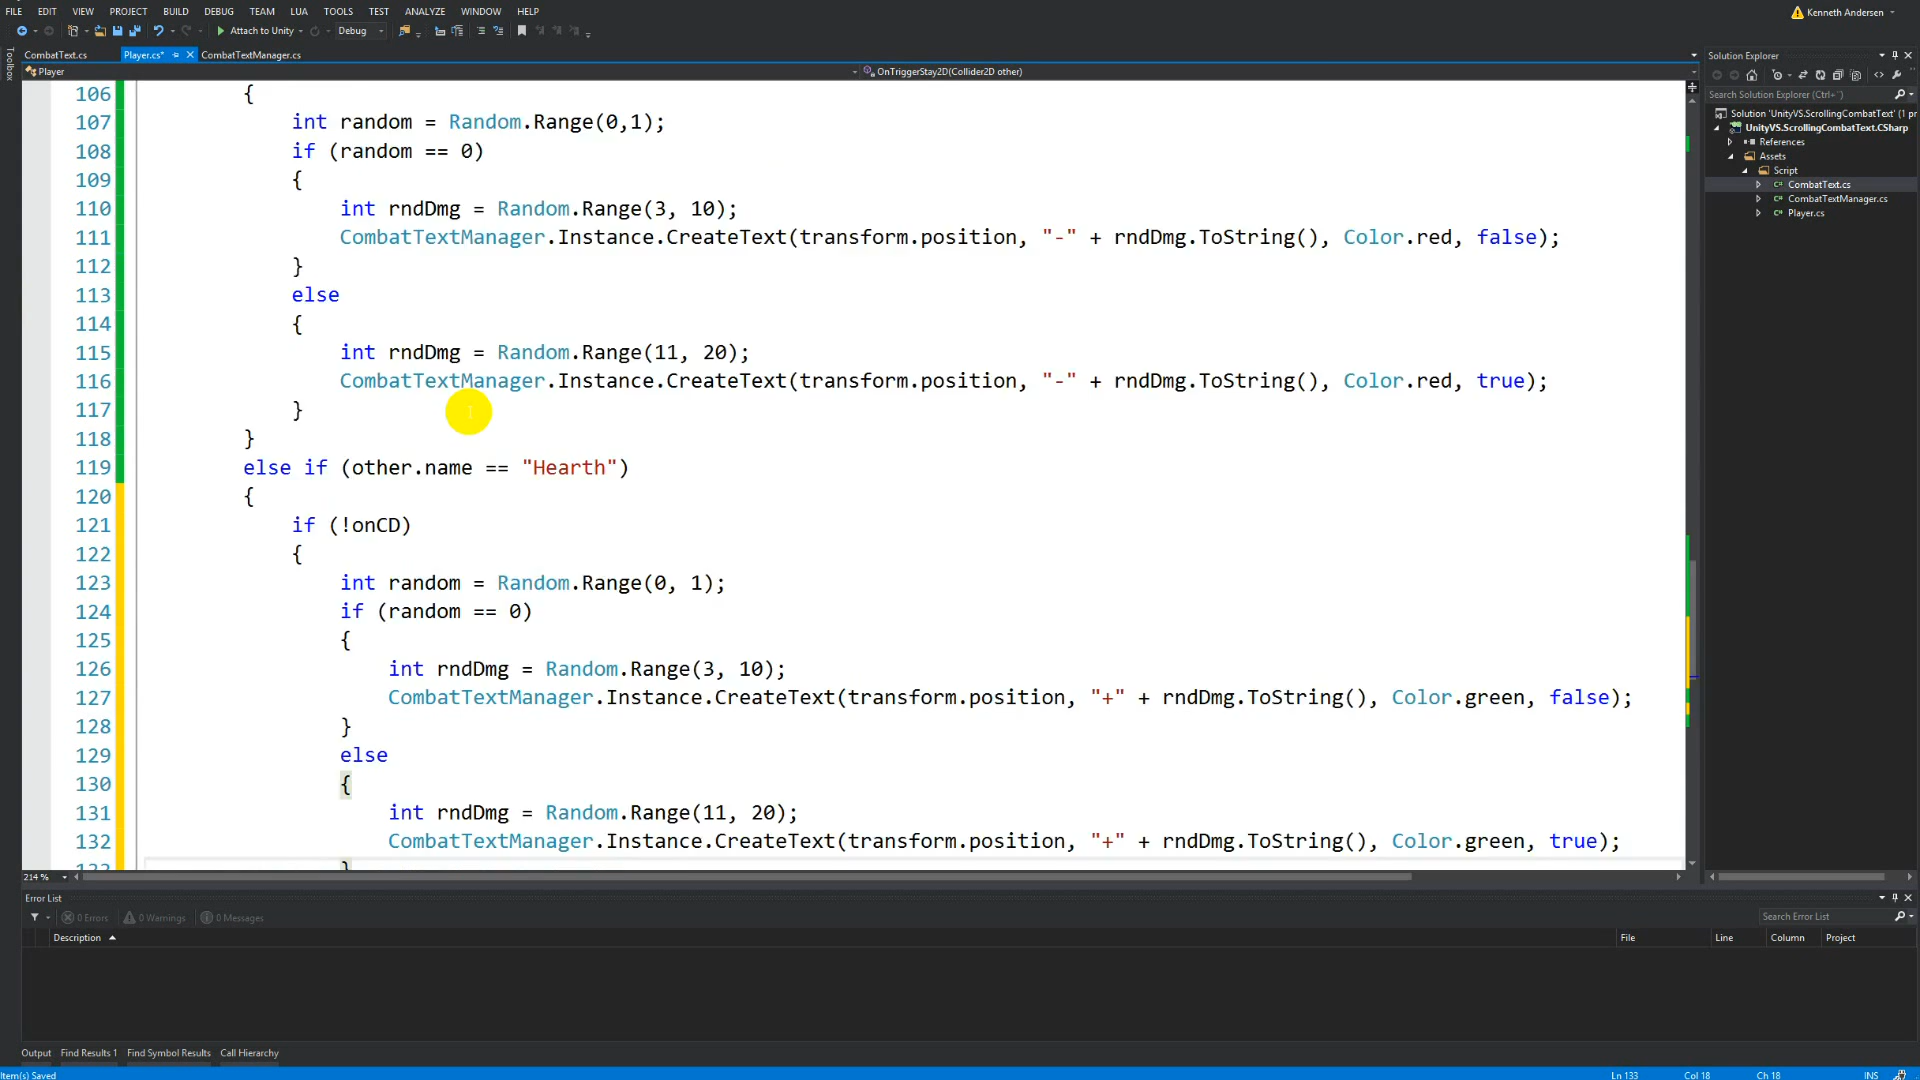 FILE EDIT VIEW PROJECT BUILD DEBUG TEAM LUA TOOLS TEST ANALYZE WINDOW HELP
Kenneth Andersen
Attach to Unity Debug
Toolbox
CombatText.cs Player.cs* CombatTextManager.cs
Player OnTriggerStay2D(Collider2D other)
106 {
107 int random = Random.Range(0,1);
108 if (random == 0)
109 {
110 int rndDmg = Random.Range(3, 10);
111 CombatTextManager.Instance.CreateText(transform.position, "-" + rndDmg.ToString(), Color.red, false);
112 }
113 else
114 {
115 int rndDmg = Random.Range(11, 20);
116 CombatTextManager.Instance.CreateText(transform.position, "-" + rndDmg.ToString(), Color.red, true);
117 }
118 }
119 else if (other.name == "Hearth")
120 {
121 if (!onCD)
122 {
123 int random = Random.Range(0, 1);
124 if (random == 0)
125 {
126 int rndDmg = Random.Range(3, 10);
127 CombatTextManager.Instance.CreateText(transform.position, "+" + rndDmg.ToString(), Color.green, false);
128 }
129 else
130 {
131 int rndDmg = Random.Range(11, 20);
132 CombatTextManager.Instance.CreateText(transform.position, "+" + rndDmg.ToString(), Color.green, true);
133 }
214 %
Solution Explorer
Search Solution Explorer (Ctrl+¨)
Solution 'UnityVS.ScrollingCombatText' (1 pr
UnityVS.ScrollingCombatText.CSharp
References
Assets
Script
CombatText.cs
CombatTextManager.cs
Player.cs
Error List
0 Errors 0 Warnings 0 Messages
Search Error List
Description File Line Column Project
Output Find Results 1 Find Symbol Results Call Hierarchy
Item(s) Saved Ln 133 Col 18 Ch 18 INS